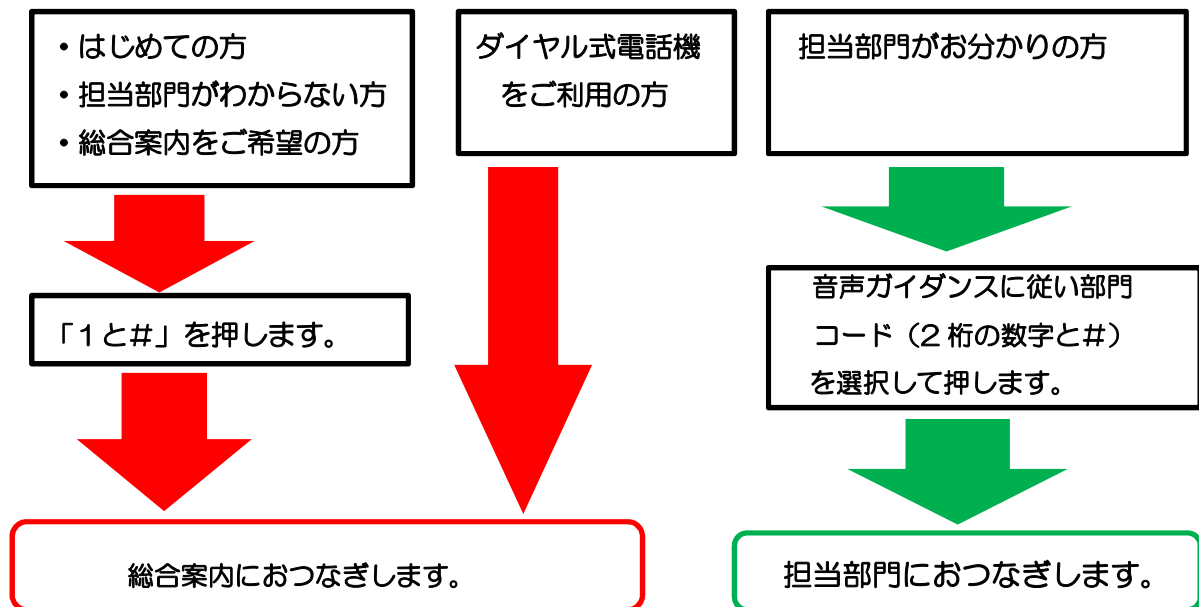 ・はじめての方
・担当部門がわからない方
・総合案内をご希望の方
ダイヤル式電話機
をご利用の方
担当部門がお分かりの方
「1と#」を押します。
音声ガイダンスに従い部門
コード（2桁の数字と#）
を選択して押します。
総合案内におつなぎします。
担当部門におつなぎします。